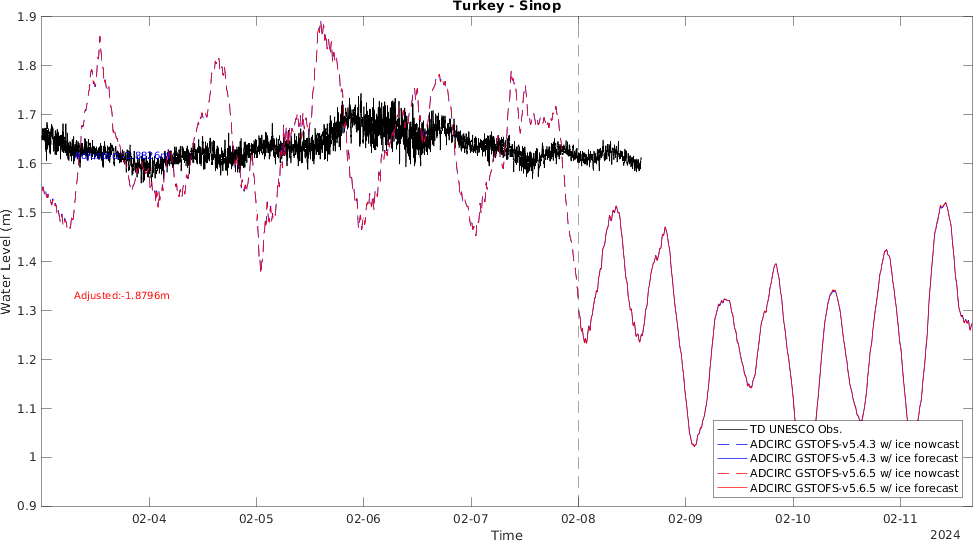 Turkey - Sinop
1.9
1.8
1.7
1.6
1.5
1.4
1.3
1.2
1.1
1
0.9
Water Level (m)
Adjusted:-1.8796m
TD UNESCO Obs.
ADCIRC GSTOFS-v5.4.3 w/ ice nowcast
ADCIRC GSTOFS-v5.4.3 w/ ice forecast
ADCIRC GSTOFS-v5.6.5 w/ ice nowcast
ADCIRC GSTOFS-v5.6.5 w/ ice forecast
02-04 02-05 02-06 02-07 02-08 02-09 02-10 02-11
Time
2024